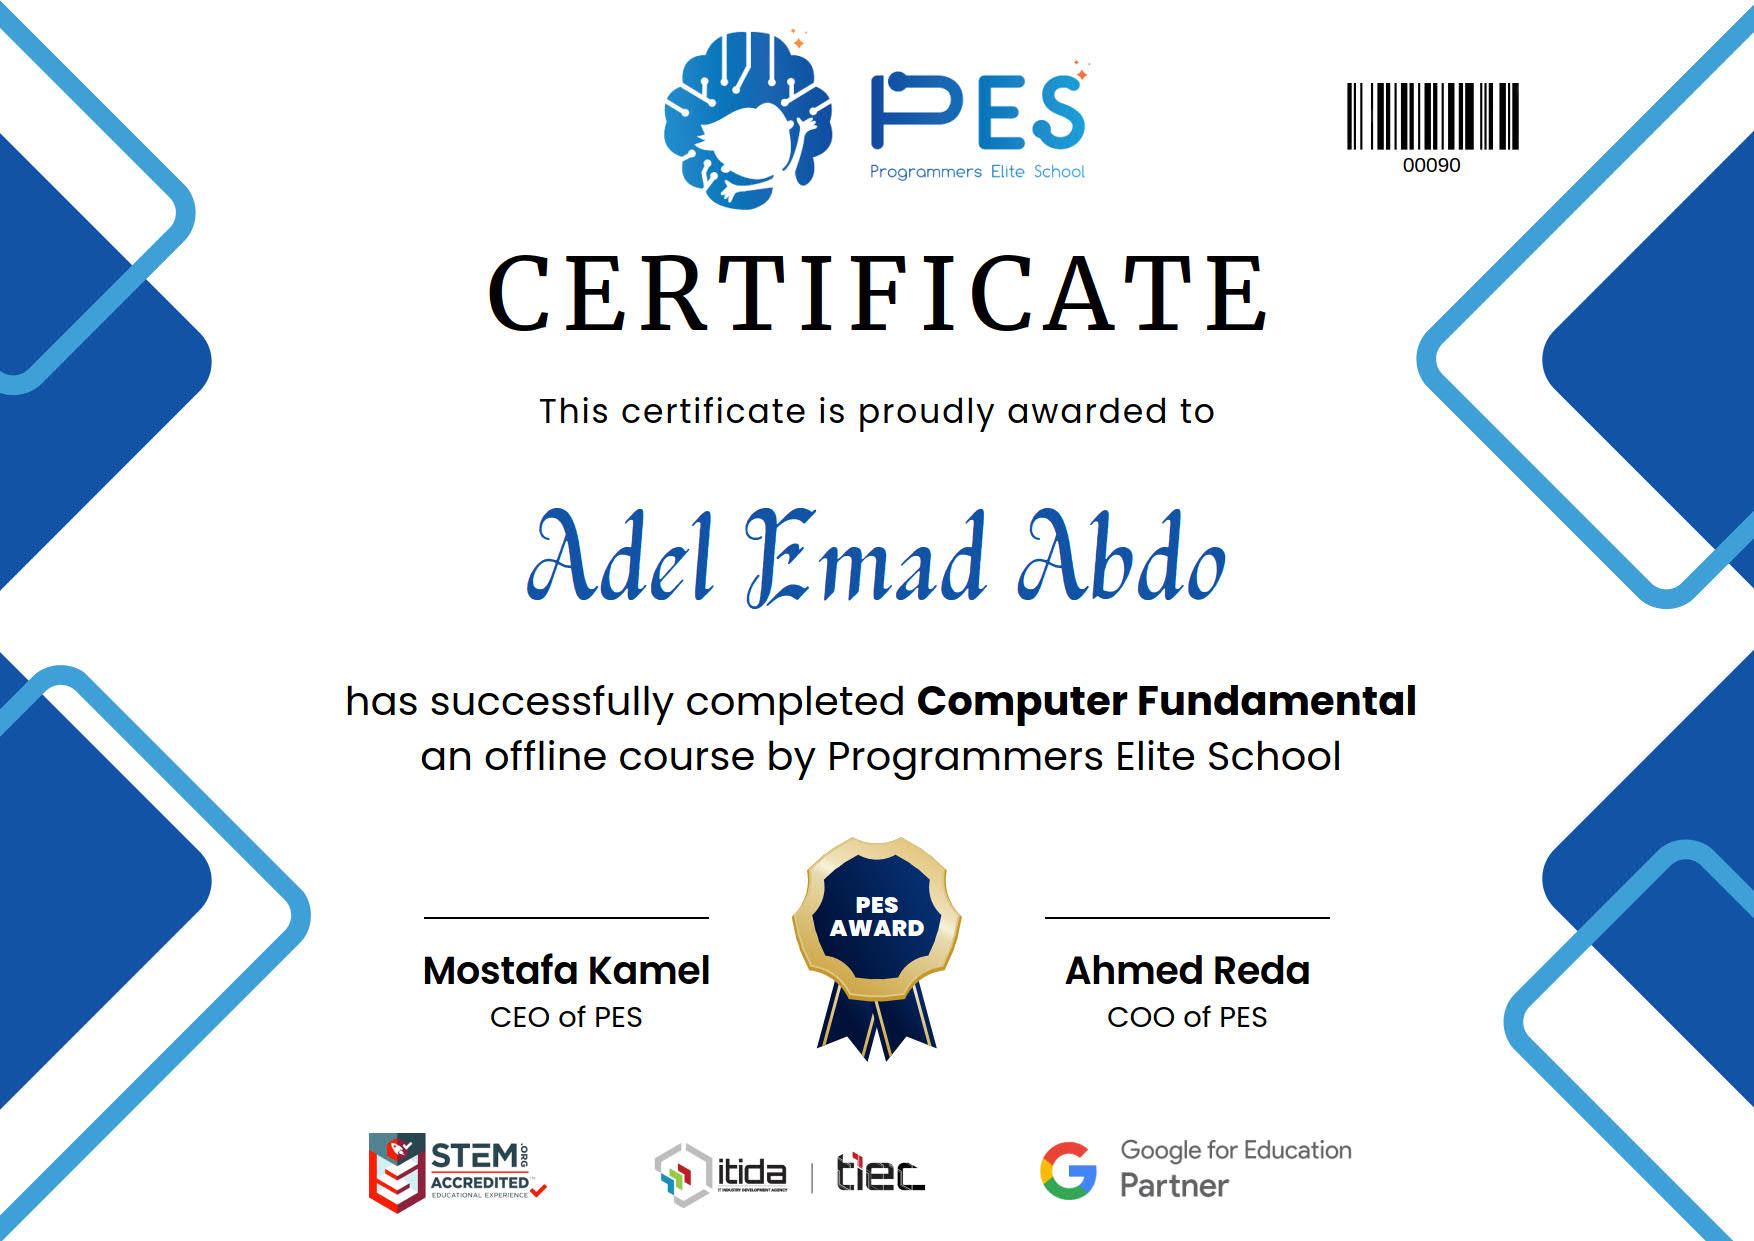 PES
Programmers Elite School
00090
CERTIFICATE
This certificate is proudly awarded to
Adel Emad Abdo
has successfully completed Computer Fundamental
an offline course by Programmers Elite School
PES
AWARD
Mostafa Kamel
CEO of PES
Ahmed Reda
COO of PES
STEM.ORG
ACCREDITED
EDUCATIONAL EXPERIENCE
itida
IT INDUSTRY DEVELOPMENT AGENCY
tiec
Google for Education
Partner